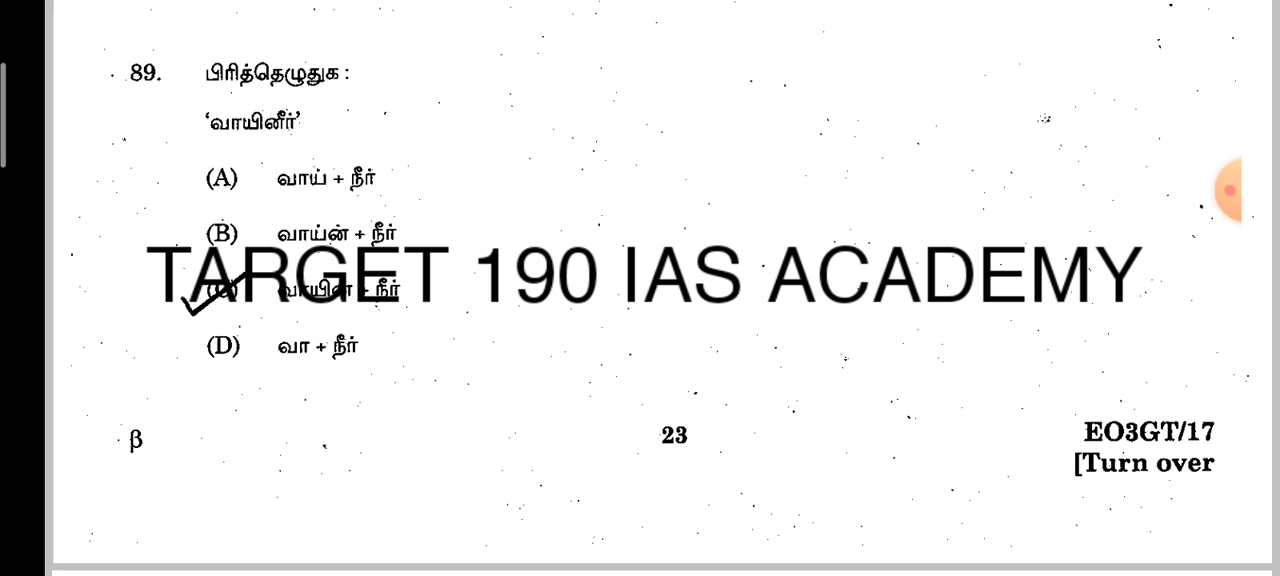 89. பிரித்தெழுதுக :
'வாயினீர்'
(A) வாய் + நீர்
(B) வாய்ன் + நீர்
TARGET 190 IAS ACADEMY
(C) வாயின் + நீர்
(D) வா + நீர்
β 23 EO3GT/17
[Turn over